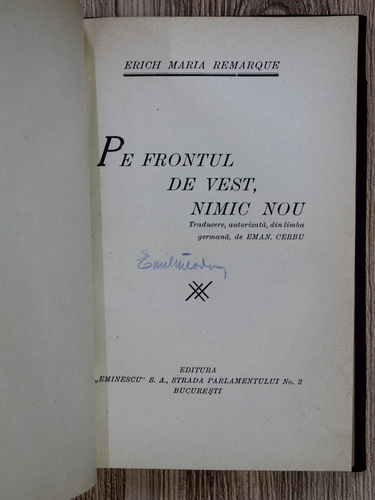 ERICH MARIA REMARQUE
PE FRONTUL
DE VEST,
NIMIC NOU
Traducere, autorizată, din limba
germană, de EMAN. CERBU
EDITURA
„EMINESCU" S. A., STRADA PARLAMENTULUI No. 2
BUCUREȘTI